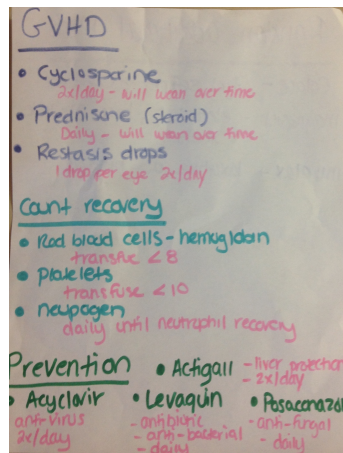 GVHD
• Cyclosporine
2x/day - will wean over time
• Prednisone (steroid)
Daily - will wean over time
• Restasis drops
1 drop per eye 2x/day
Count recovery
• Red blood cells - hemoglobin
transfuse <8
• Platelets
transfuse <10
• neupogen
daily until neutrophil recovery
Prevention • Actigall - liver protection
- 2x/day
• Acyclovir • Levaquin • Posaconazol
anti-virus - antibiotic - anti-fungal
2x/day - anti-bacterial - daily
- daily